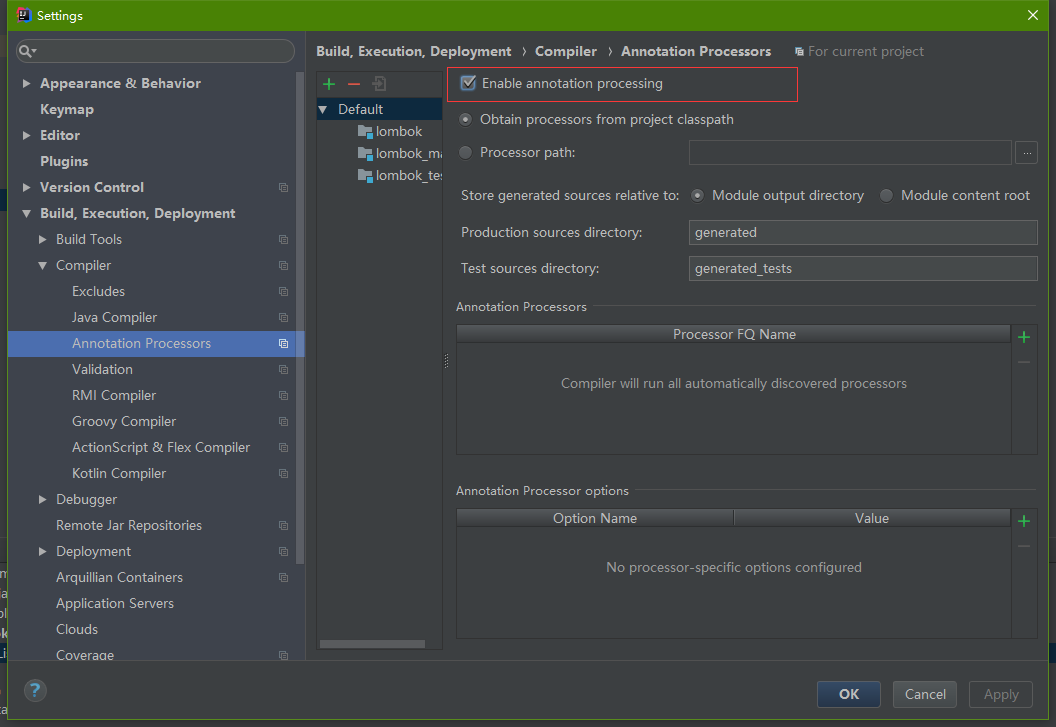 Settings
Appearance & Behavior
Keymap
Editor
Plugins
Version Control
Build, Execution, Deployment
Build Tools
Compiler
Excludes
Java Compiler
Annotation Processors
Validation
RMI Compiler
Groovy Compiler
ActionScript & Flex Compiler
Kotlin Compiler
Debugger
Remote Jar Repositories
Deployment
Arquillian Containers
Application Servers
Clouds
Coverage
Build, Execution, Deployment › Compiler › Annotation Processors For current project
Default
lombok
lombok_ma
lombok_tes
Enable annotation processing
Obtain processors from project classpath
Processor path:
...
Store generated sources relative to: Module output directory Module content root
Production sources directory: generated
Test sources directory: generated_tests
Annotation Processors
Processor FQ Name
Compiler will run all automatically discovered processors
Annotation Processor options
Option Name Value
No processor-specific options configured
?
OK Cancel Apply